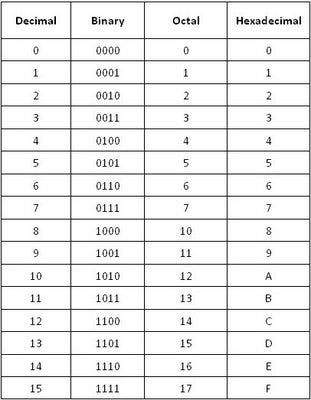 Decimal Binary Octal Hexadecimal
0 0000 0 0
1 0001 1 1
2 0010 2 2
3 0011 3 3
4 0100 4 4
5 0101 5 5
6 0110 6 6
7 0111 7 7
8 1000 10 8
9 1001 11 9
10 1010 12 A
11 1011 13 B
12 1100 14 C
13 1101 15 D
14 1110 16 E
15 1111 17 F